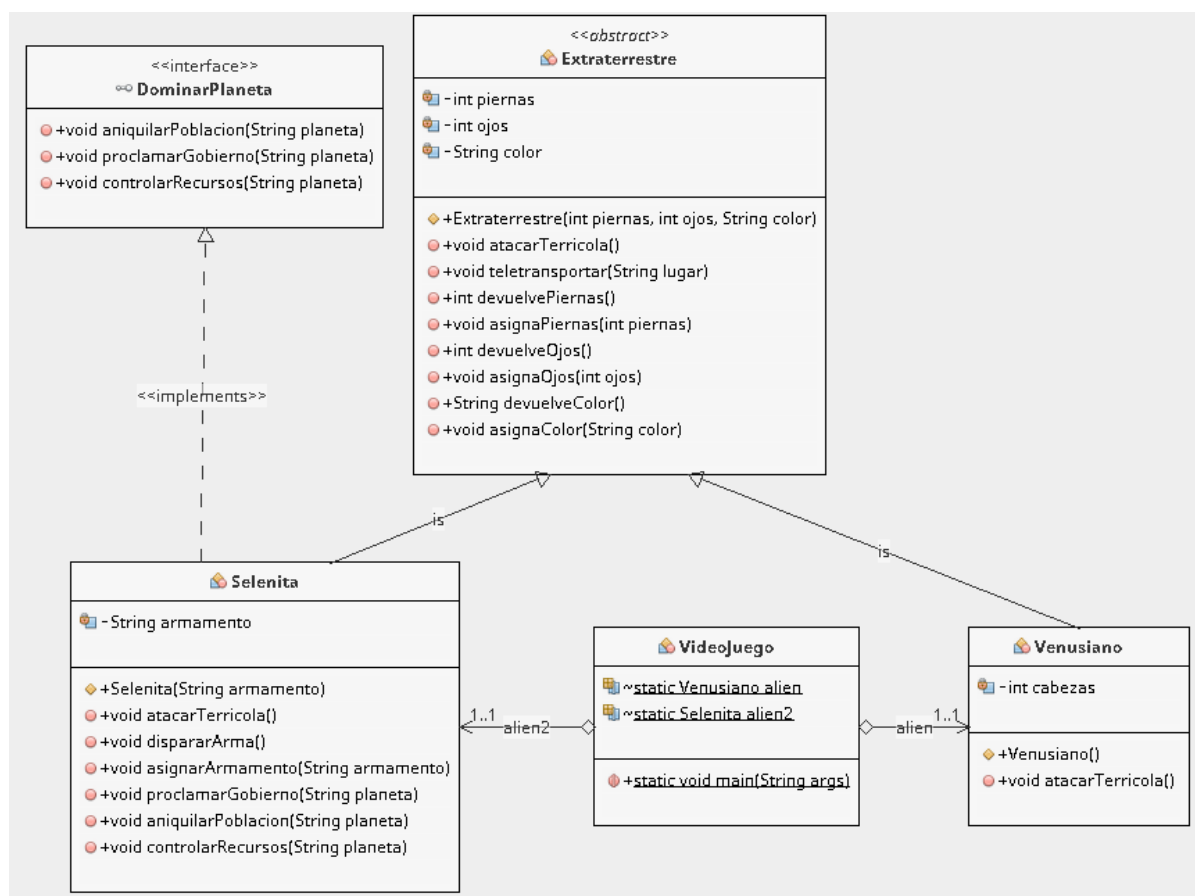 <<interface>>
DominarPlaneta
+void aniquilarPoblacion(String planeta)
+void proclamarGobierno(String planeta)
+void controlarRecursos(String planeta)
<<abstract>>
Extraterrestre
-int piernas
-int ojos
-String color
+Extraterrestre(int piernas, int ojos, String color)
+void atacarTerricola()
+void teletransportar(String lugar)
+int devuelvePiernas()
+void asignaPiernas(int piernas)
+int devuelveOjos()
+void asignaOjos(int ojos)
+String devuelveColor()
+void asignaColor(String color)
<<implements>>
is
is
Selenita
-String armamento
+Selenita(String armamento)
+void atacarTerricola()
+void dispararArma()
+void asignarArmamento(String armamento)
+void proclamarGobierno(String planeta)
+void aniquilarPoblacion(String planeta)
+void controlarRecursos(String planeta)
1..1
alien2
VideoJuego
~static Venusiano alien
~static Selenita alien2
+static void main(String args)
alien
1..1
Venusiano
-int cabezas
+Venusiano()
+void atacarTerricola()